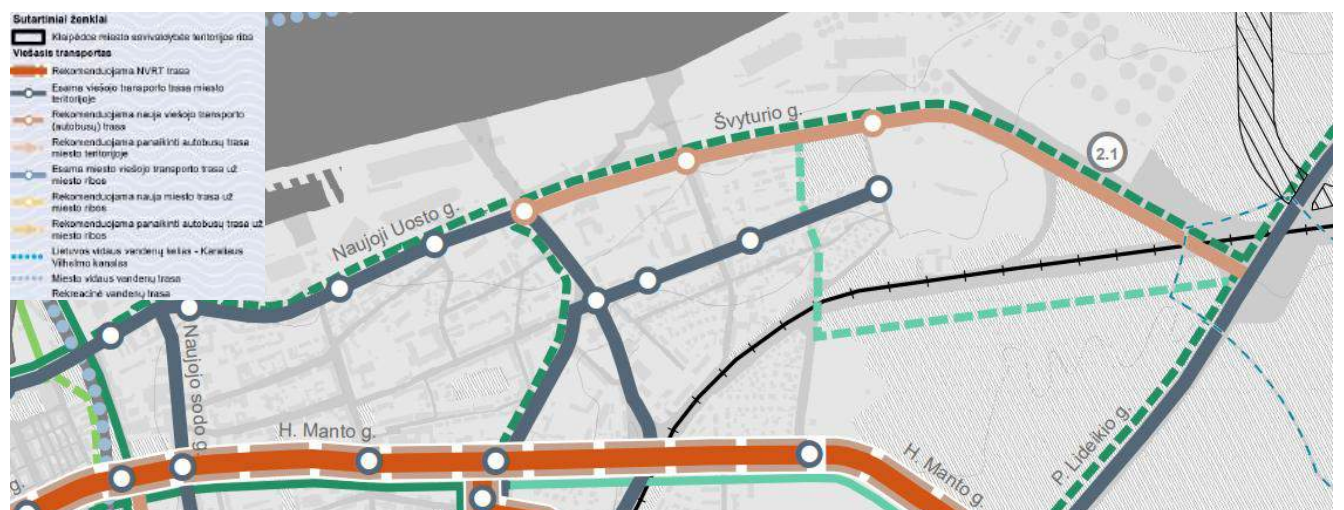 Sutartiniai ženklai
Klaipėdos miesto savivaldybės teritorijos riba
Viešasis transportas
Rekomenduojama NVRT trasa
Esama viešojo transporto trasa miesto
teritorijoje
Rekomenduojama nauja viešojo transporto
(autobusų) trasa
Rekomenduojama panaikinti autobusų trasa
miesto teritorijoje
Esama miesto viešojo transporto trasa už
miesto ribos
Rekomenduojama nauja miesto trasa už
miesto ribos
Rekomenduojama panaikinti autobusų trasa už
miesto ribos
Lietuvos vidaus vandenų kelias - Karaliaus
Vilhelmo kanalas
Miesto vidaus vandenų trasa
Rekreacinė vandenų trasa
Švyturio g.
2.1
Naujoji Uosto g.
Naujojo sodo g.
H. Manto g.
H. Manto g.
P. Lideikio g.
g.